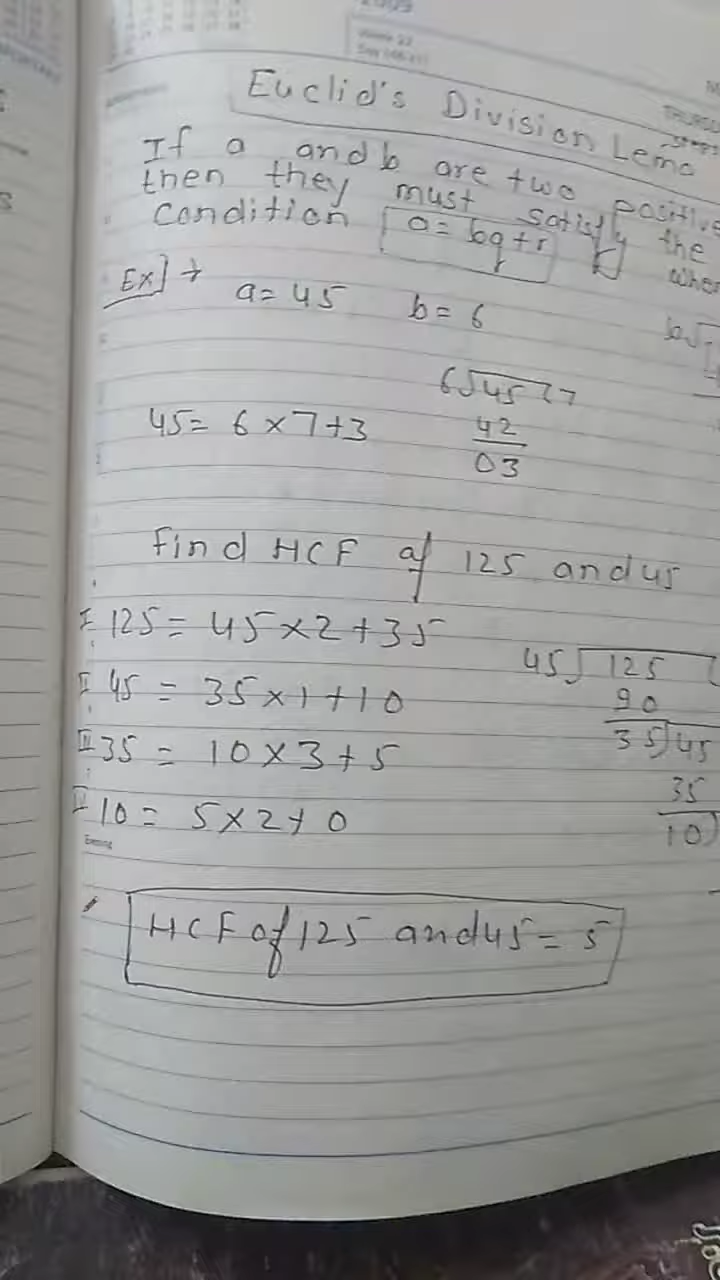 2009
Euclid's Division Lema
If a and b are two positive
then they must satisfy the
condition a = bq + r
Ex] →
a = 45 b = 6
6 45 7
45 = 6 × 7 + 3
42
03
find HCF of 125 and 45
I 125 = 45 × 2 + 35
45 125
II 45 = 35 × 1 + 10
90
35 45
III 35 = 10 × 3 + 5
35
10
10 = 5 × 2 + 0
Evening
HCF of 125 and 45 = 5